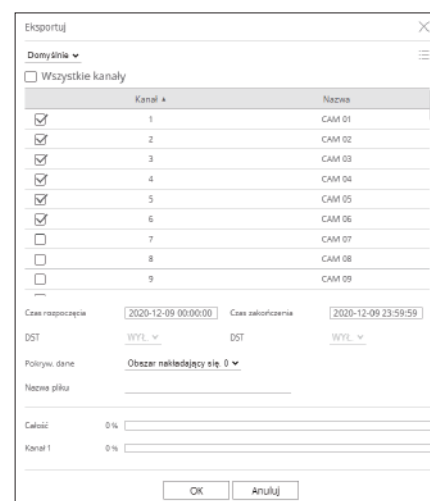 Eksportuj
Domyślnie
Wszystkie kanały
Kanał Nazwa
1 CAM 01
2 CAM 02
3 CAM 03
4 CAM 04
5 CAM 05
6 CAM 06
7 CAM 07
8 CAM 08
9 CAM 09
Czas rozpoczęcia 2020-12-09 00:00:00 Czas zakończenia 2020-12-09 23:59:59
DST WYŁ. DST WYŁ.
Pokryw. dane Obszar nakładający się. 0
Nazwa pliku
Całość 0 %
Kanał 1 0 %
OK Anuluj